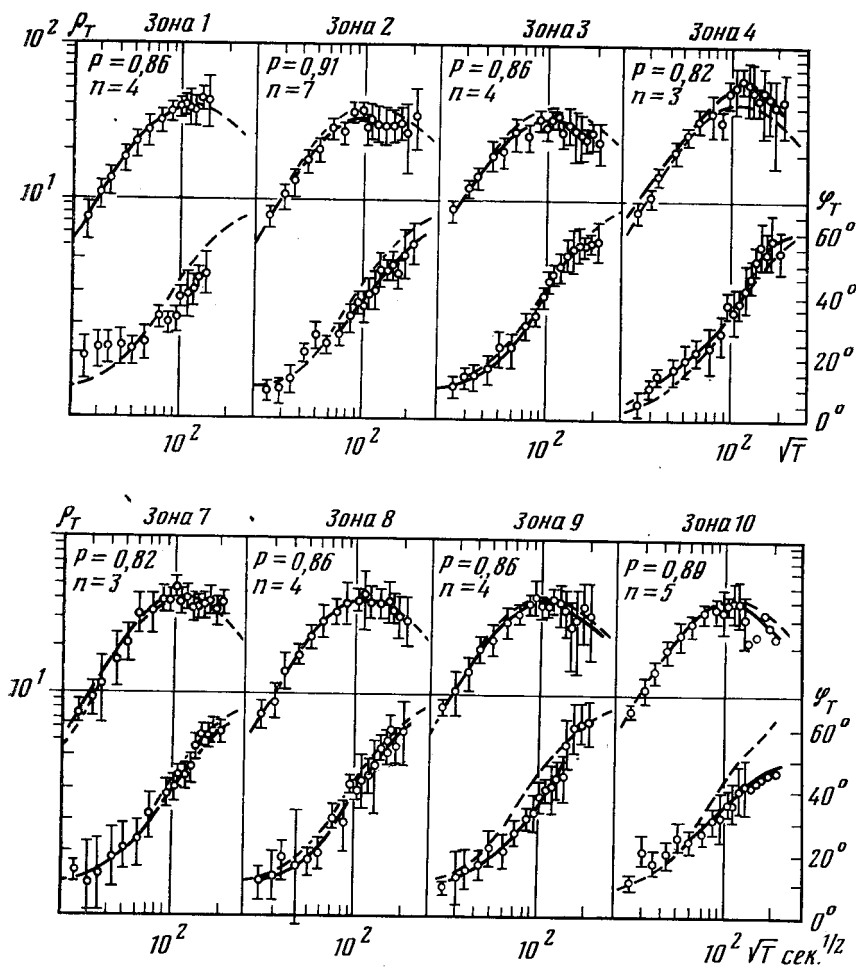 ρ_T Зона 1 Зона 2 Зона 3 Зона 4
10²
P=0,86 P=0,91 P=0,86 P=0,82
n=4 n=7 n=4 n=3
10¹
φ_T
60°
40°
20°
0°
10² 10² 10² 10² √T
ρ_T Зона 7 Зона 8 Зона 9 Зона 10
P=0,82 P=0,86 P=0,86 P=0,89
n=3 n=4 n=4 n=5
10¹
φ_T
60°
40°
20°
0°
10² 10² 10² 10² √T сек.^1/2